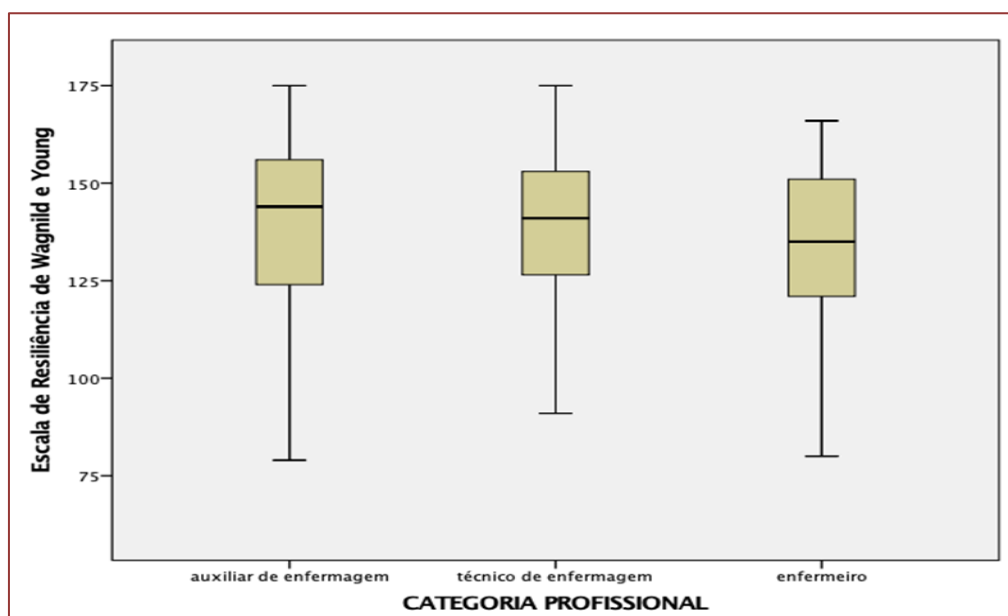 Escala de Resiliência de Wagnild e Young
175
150
125
100
75
auxiliar de enfermagem
técnico de enfermagem
enfermeiro
CATEGORIA PROFISSIONAL